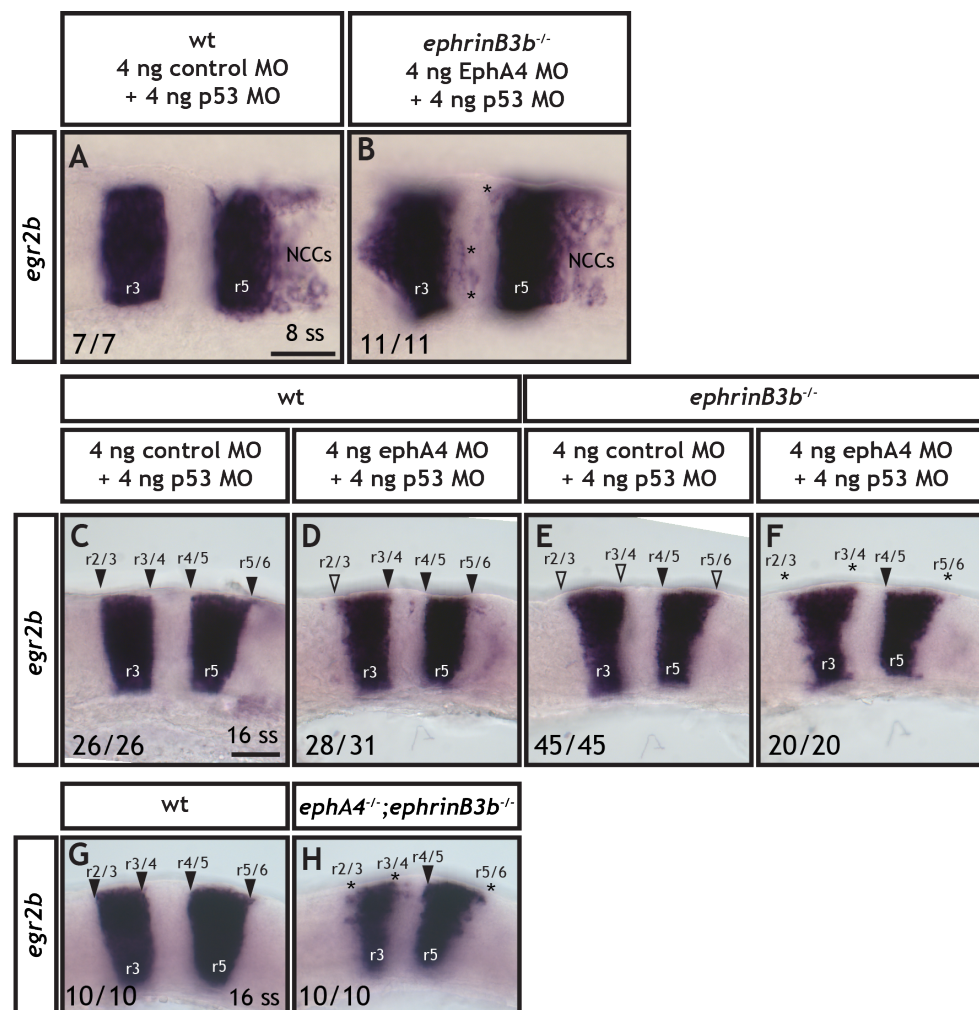 wt
4 ng control MO
+ 4 ng p53 MO
ephrinB3b-/-
4 ng EphA4 MO
+ 4 ng p53 MO
egr2b
A
r3
r5
NCCs
7/7
8 ss
B
*
*
*
r3
r5
NCCs
11/11
wt
ephrinB3b-/-
4 ng control MO
+ 4 ng p53 MO
4 ng ephA4 MO
+ 4 ng p53 MO
4 ng control MO
+ 4 ng p53 MO
4 ng ephA4 MO
+ 4 ng p53 MO
egr2b
C
r2/3 r3/4 r4/5 r5/6
r3
r5
26/26
16 ss
D
r2/3 r3/4 r4/5 r5/6
r3
r5
28/31
E
r2/3 r3/4 r4/5 r5/6
r3
r5
45/45
F
r2/3 r3/4 r4/5 r5/6
* * *
r3
r5
20/20
wt
ephA4-/-;ephrinB3b-/-
egr2b
G
r2/3 r3/4 r4/5 r5/6
r3
r5
10/10
16 ss
H
r2/3 r3/4 r4/5 r5/6
* * *
r3
r5
10/10